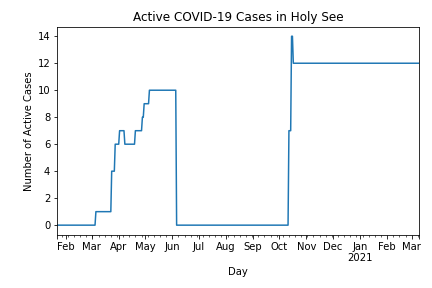 Active COVID-19 Cases in Holy See
Number of Active Cases
14
12
10
8
6
4
2
0
Feb Mar Apr May Jun Jul Aug Sep Oct Nov Dec Jan Feb Mar
2021
Day